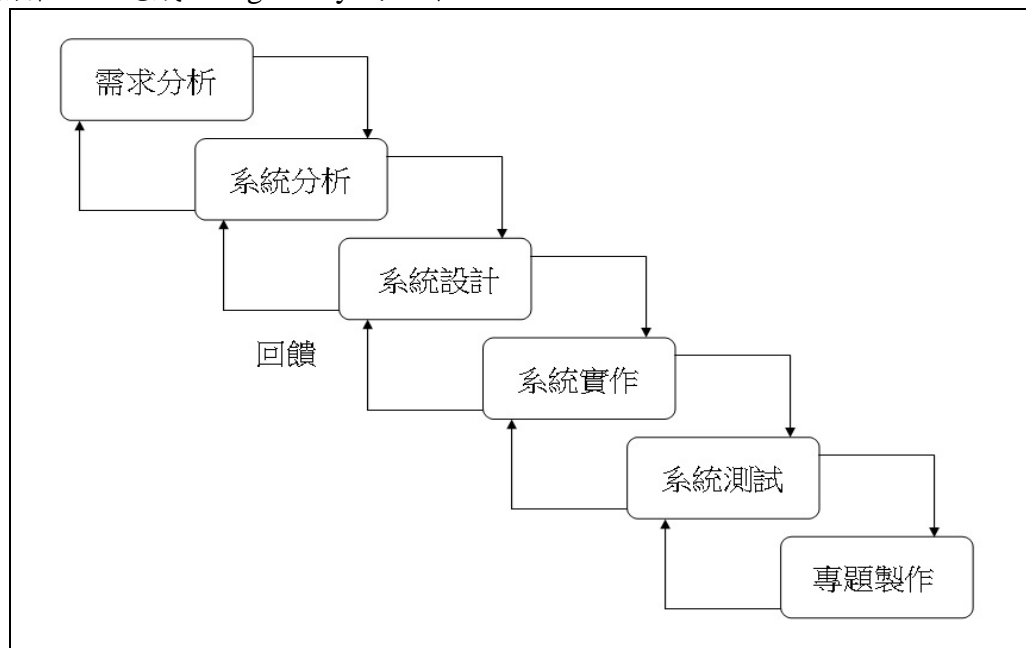 需求分析
系統分析
系統設計
回饋
系統實作
系統測試
專題製作